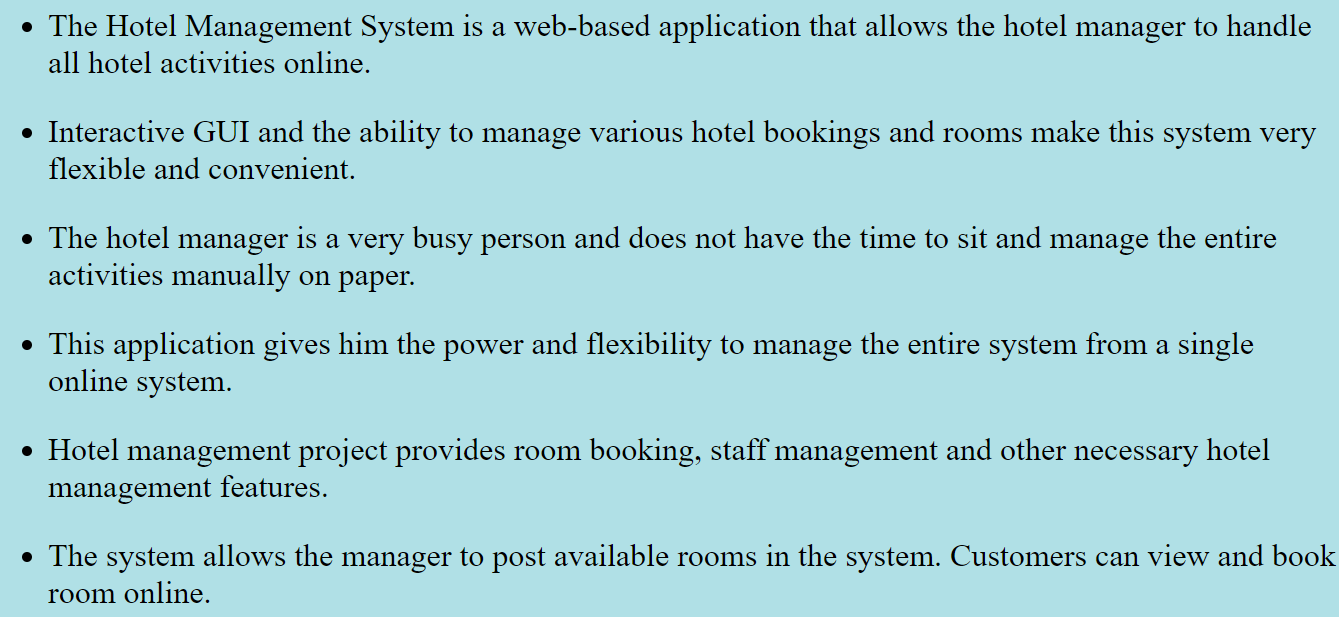 • The Hotel Management System is a web-based application that allows the hotel manager to handle
all hotel activities online.
• Interactive GUI and the ability to manage various hotel bookings and rooms make this system very
flexible and convenient.
• The hotel manager is a very busy person and does not have the time to sit and manage the entire
activities manually on paper.
• This application gives him the power and flexibility to manage the entire system from a single
online system.
• Hotel management project provides room booking, staff management and other necessary hotel
management features.
• The system allows the manager to post available rooms in the system. Customers can view and book
room online.